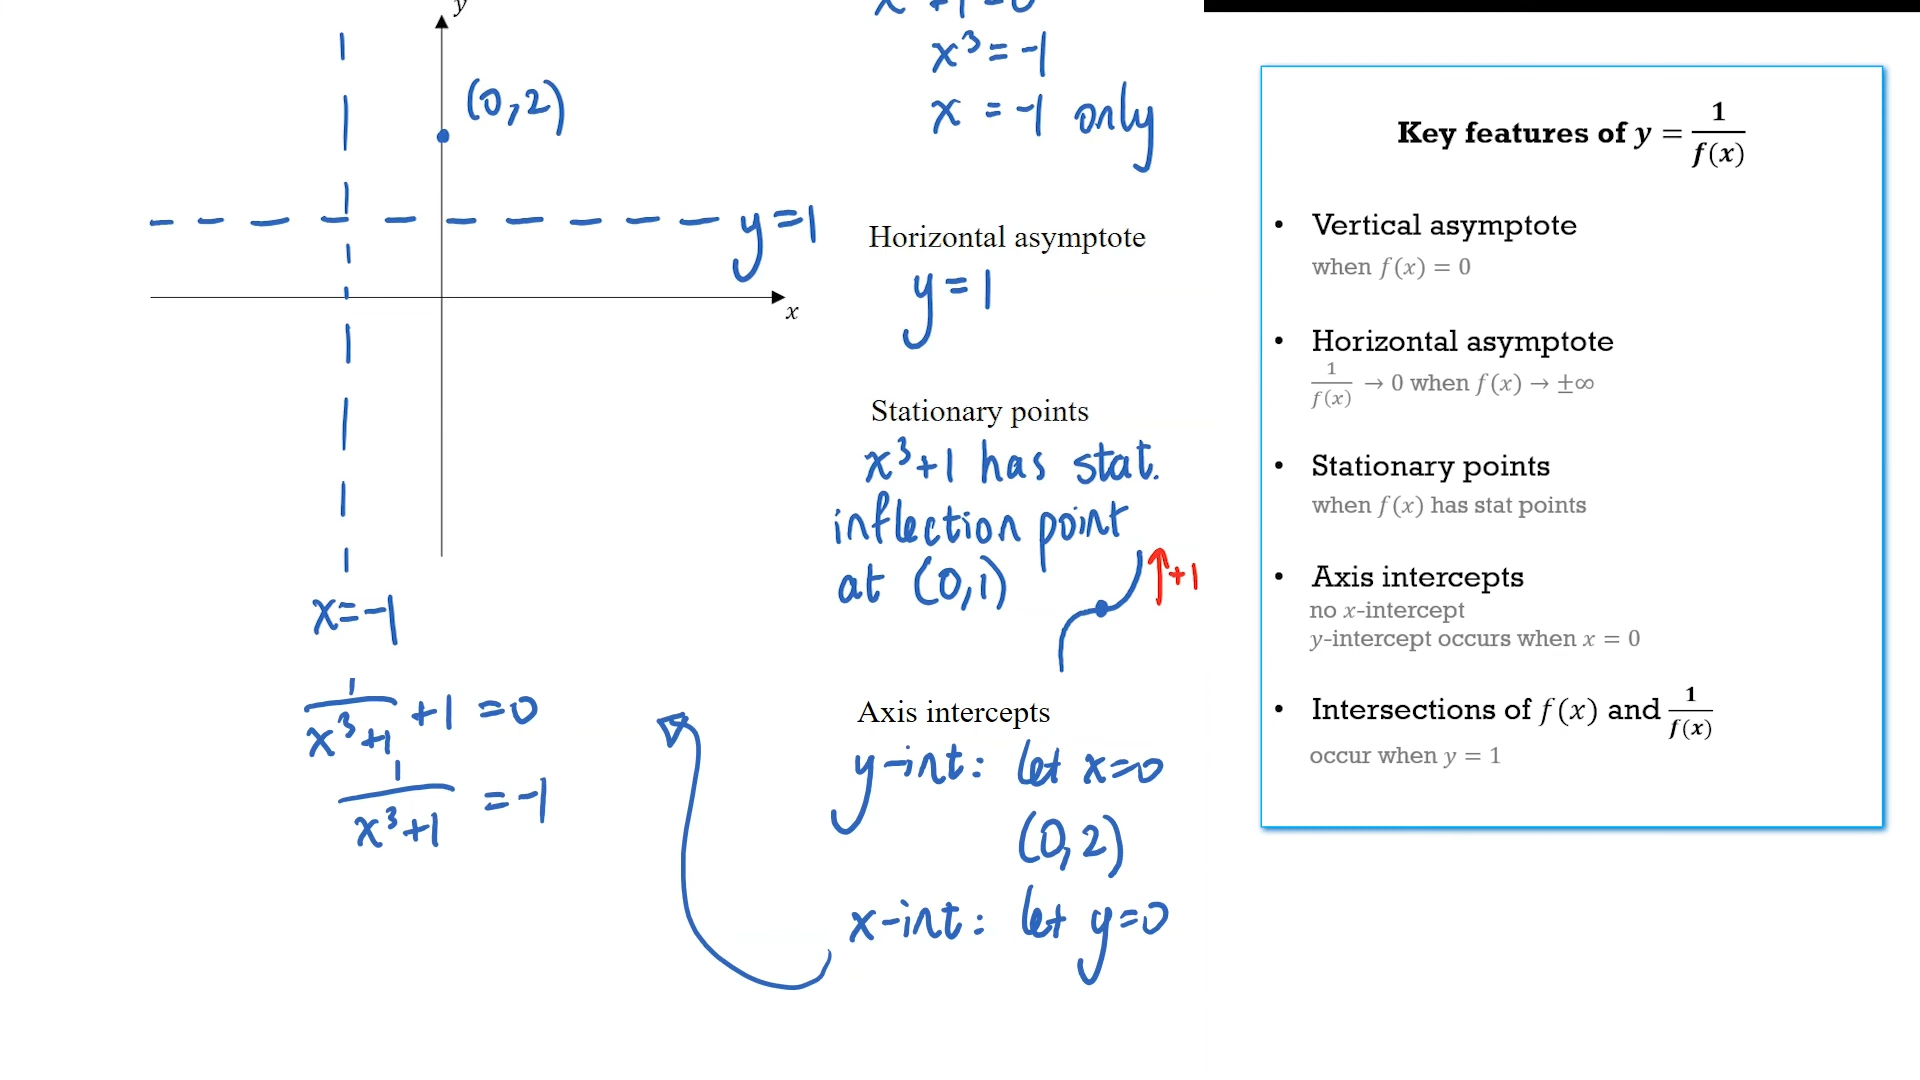 y
(0,2)
y=1
x
x=-1
1/(x³+1) +1 =0
1/(x³+1) = -1
x³+1=0
x³=-1
x = -1 only
Horizontal asymptote
y=1
Stationary points
x³+1 has stat.
inflection point
at (0,1)
↑+1
Axis intercepts
y-int: let x=0
(0,2)
x-int: let y=0
Key features of y = 1/f(x)
• Vertical asymptote
when f(x) = 0
• Horizontal asymptote
1/f(x) → 0 when f(x) → ±∞
• Stationary points
when f(x) has stat points
• Axis intercepts
no x-intercept
y-intercept occurs when x = 0
• Intersections of f(x) and 1/f(x)
occur when y = 1